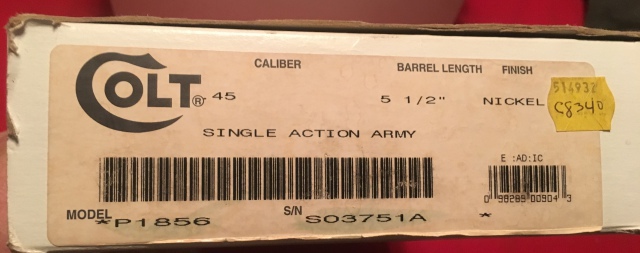 COLT® CALIBER BARREL LENGTH FINISH
45 5 1/2" NICKEL
514932
C8340
SINGLE ACTION ARMY
E :AD:IC
0 98289 00904 3
MODEL *P1856 S/N S03751A *